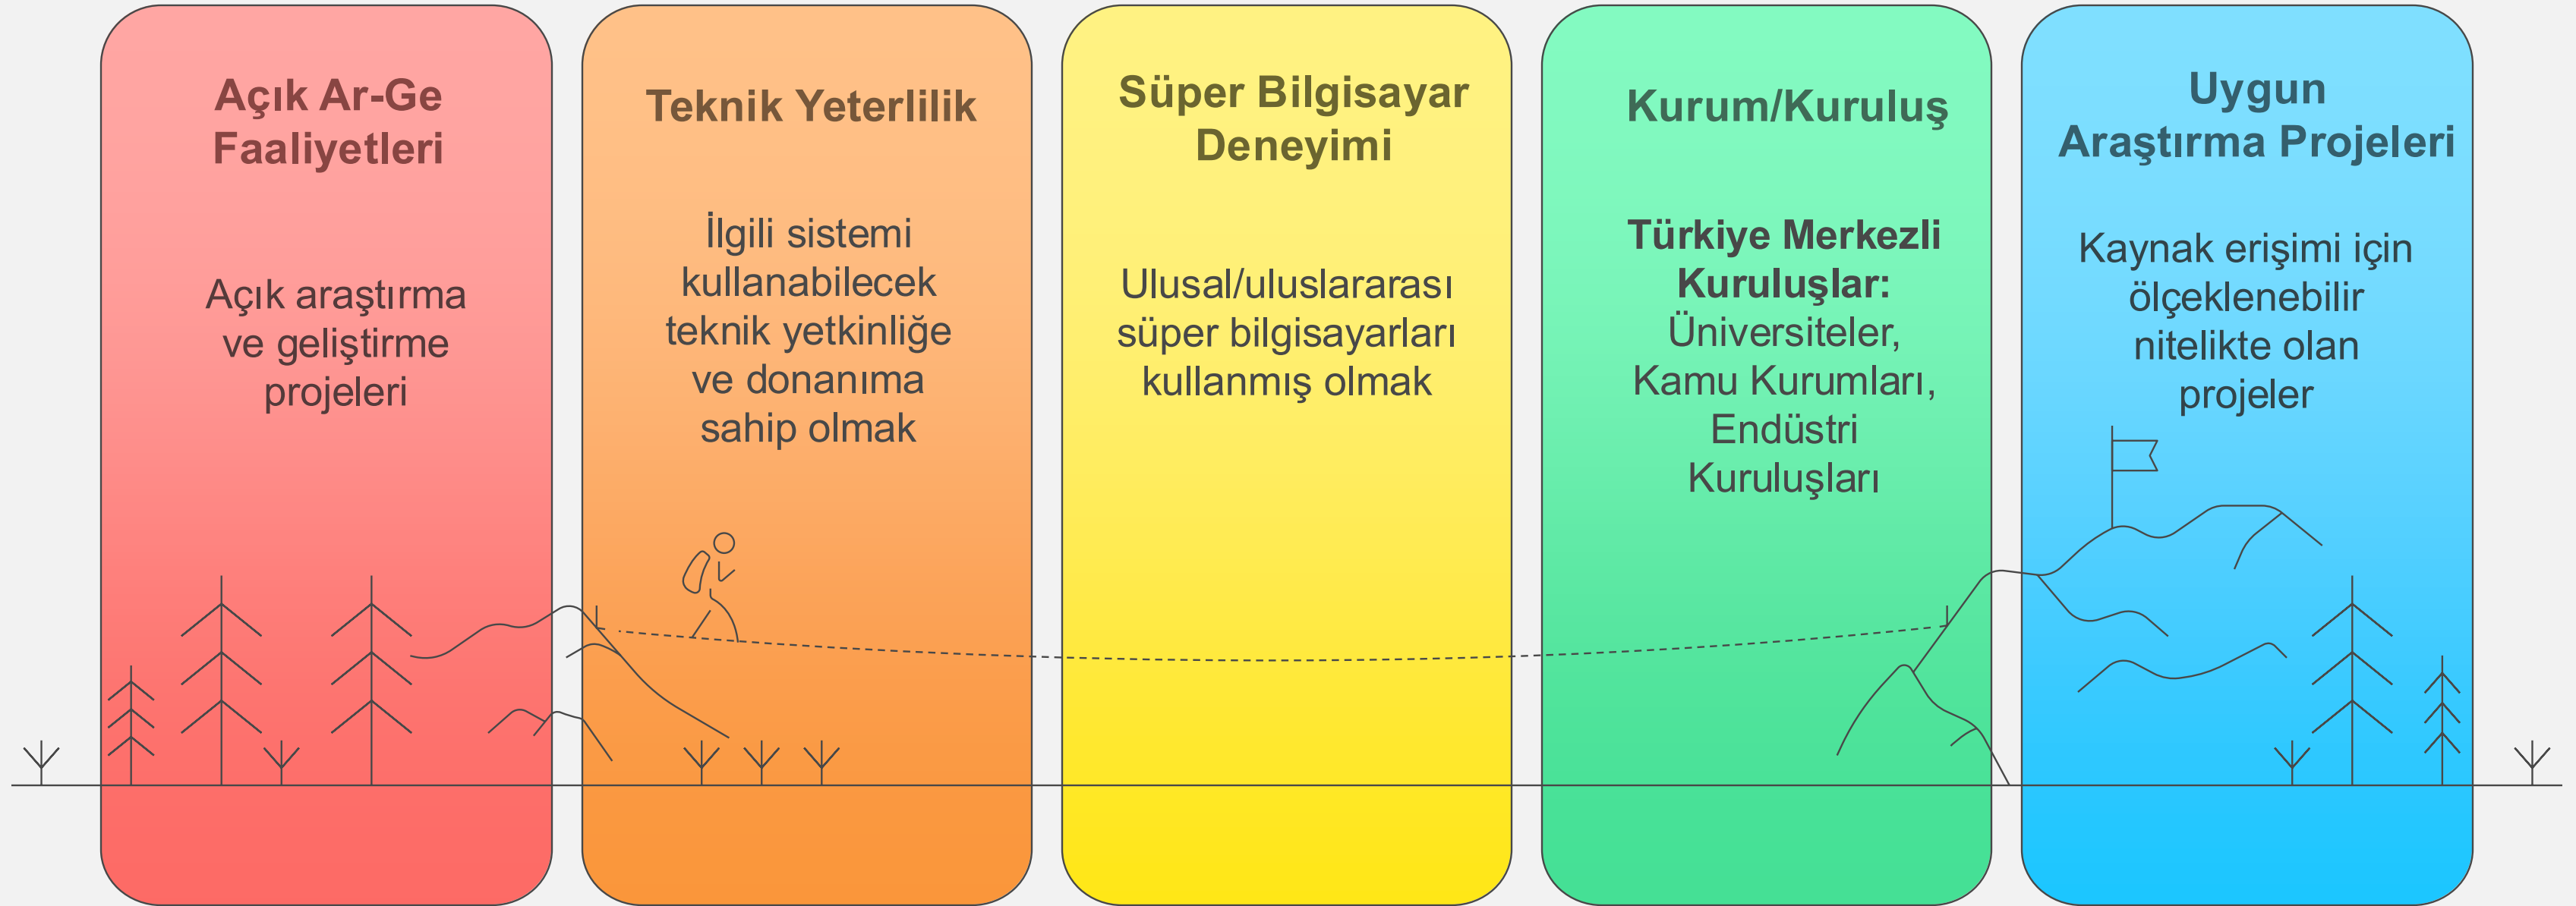 Açık Ar-Ge
Faaliyetleri
Açık araştırma
ve geliştirme
projeleri
Teknik Yeterlilik
İlgili sistemi
kullanabilecek
teknik yetkinliğe
ve donanıma
sahip olmak
Süper Bilgisayar
Deneyimi
Ulusal/uluslararası
süper bilgisayarları
kullanmış olmak
Kurum/Kuruluş
Türkiye Merkezli
Kuruluşlar:
Üniversiteler,
Kamu Kurumları,
Endüstri
Kuruluşları
Uygun
Araştırma Projeleri
Kaynak erişimi için
ölçeklenebilir
nitelikte olan
projeler